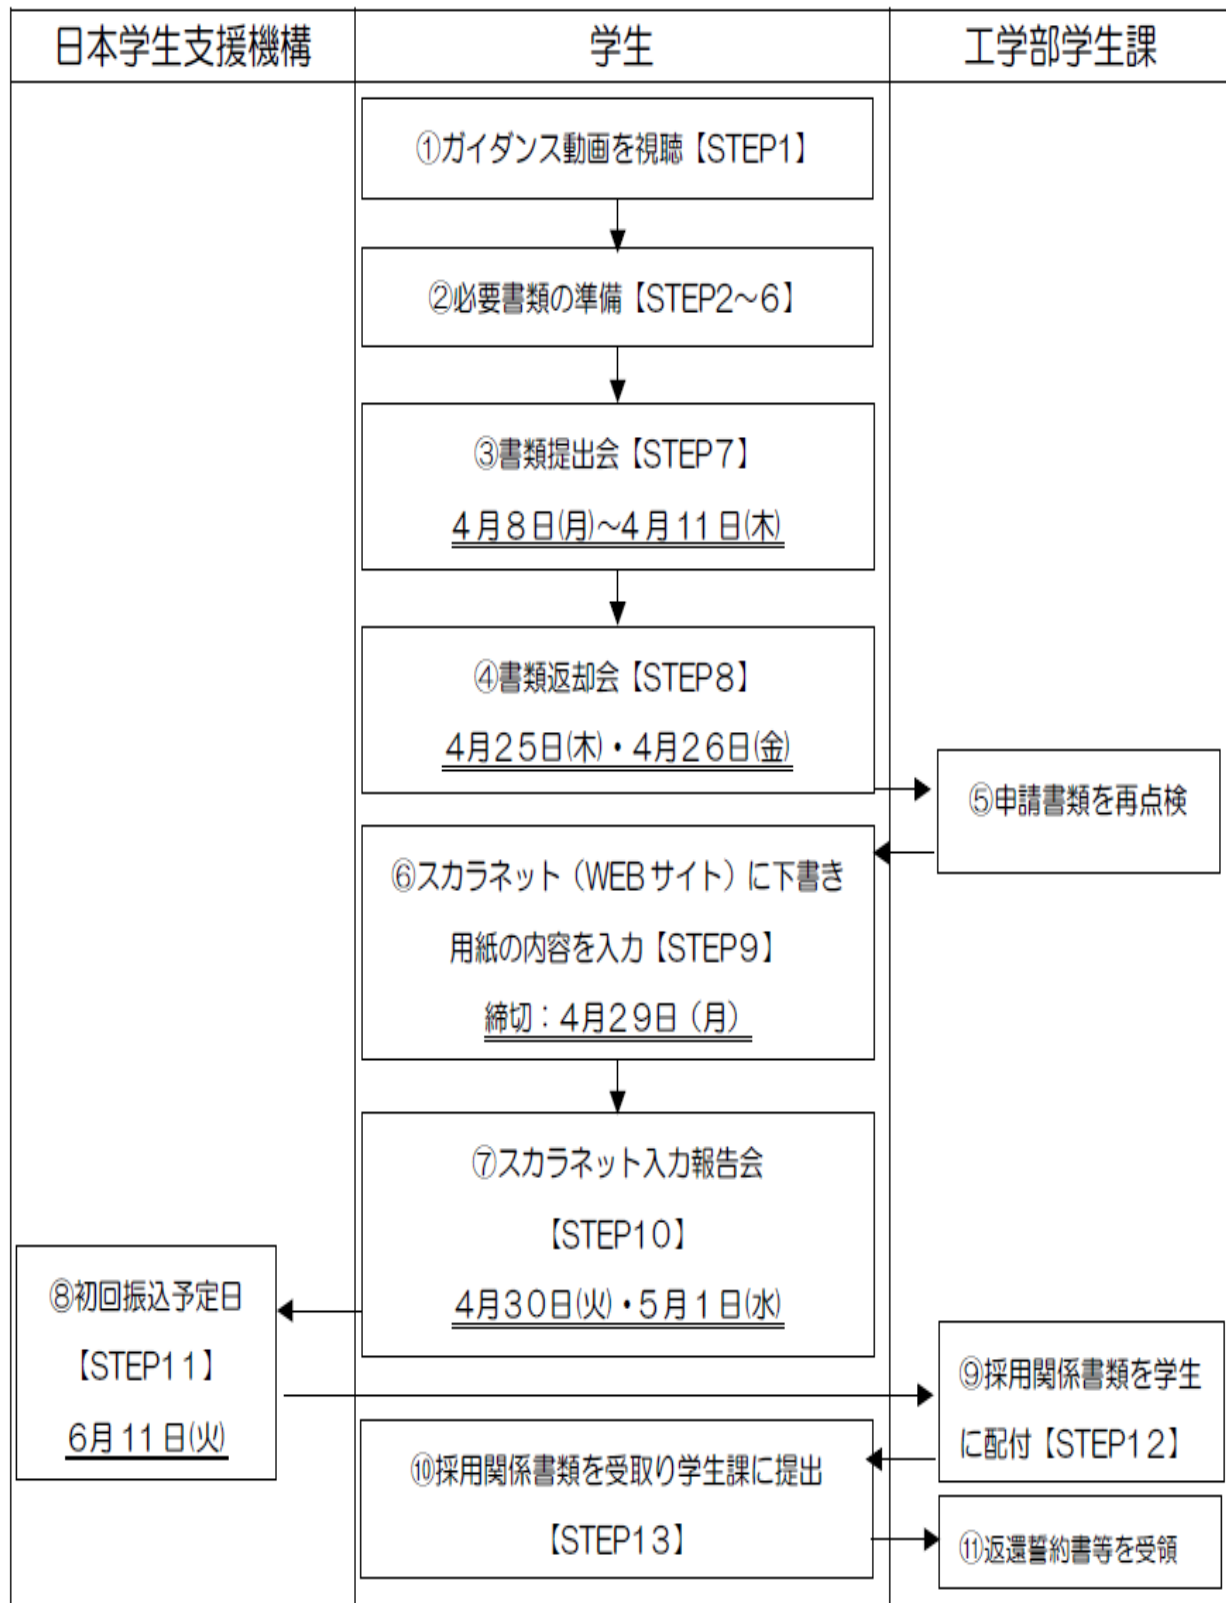 日本学生支援機構
学生
工学部学生課
①ガイダンス動画を視聴【STEP1】
②必要書類の準備【STEP2～6】
③書類提出会【STEP7】
4月8日(月)～4月11日(木)
④書類返却会【STEP8】
4月25日(木)・4月26日(金)
⑤申請書類を再点検
⑥スカラネット（WEBサイト）に下書き
用紙の内容を入力【STEP9】
締切：4月29日（月）
⑦スカラネット入力報告会
【STEP10】
4月30日(火)・5月1日(水)
⑧初回振込予定日
【STEP11】
6月11日(火)
⑨採用関係書類を学生
に配付【STEP12】
⑩採用関係書類を受取り学生課に提出
【STEP13】
⑪返還誓約書等を受領